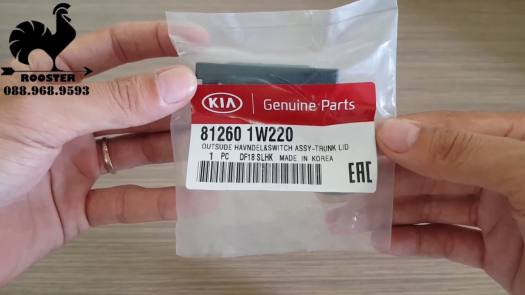 ROOSTER
088.968.9593
KIA Genuine Parts
81260 1W220
OUTSUDE HAVNDEL&SWITCH ASSY-TRUNK LID
1 PC DF18 SLHK MADE IN KOREA
EAC